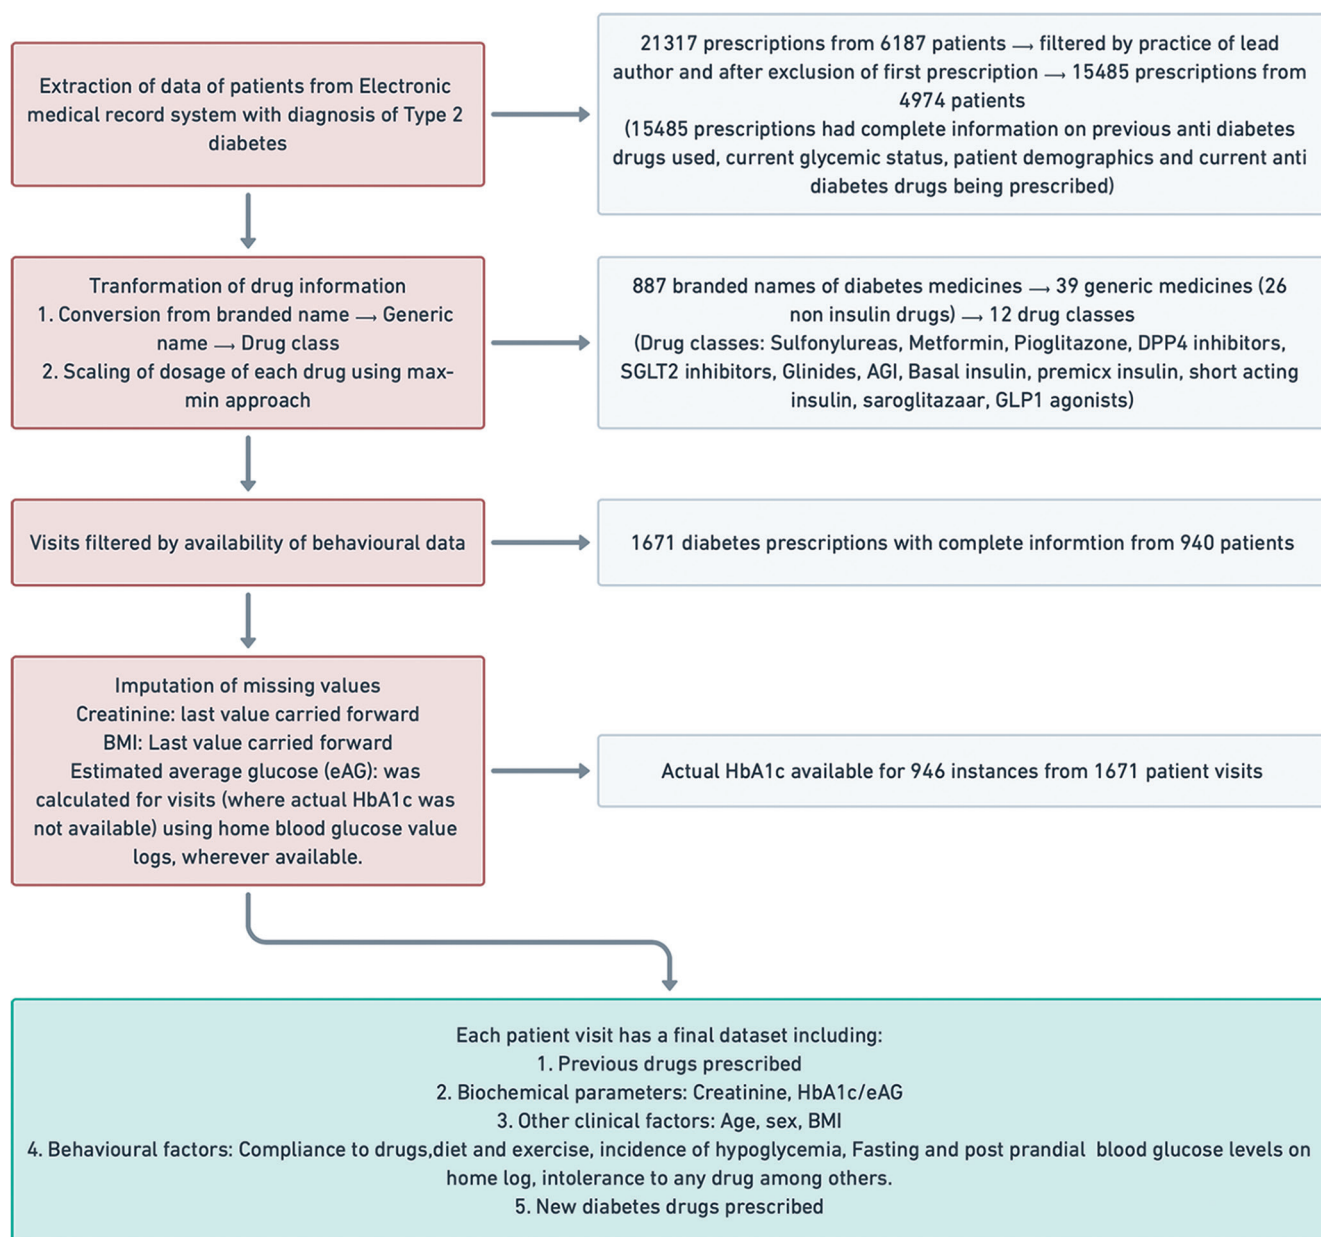 Extraction of data of patients from Electronic
medical record system with diagnosis of Type 2
diabetes
21317 prescriptions from 6187 patients → filtered by practice of lead
author and after exclusion of first prescription → 15485 prescriptions from
4974 patients
(15485 prescriptions had complete information on previous anti diabetes
drugs used, current glycemic status, patient demographics and current anti
diabetes drugs being prescribed)
Tranformation of drug information
1. Conversion from branded name → Generic
name → Drug class
2. Scaling of dosage of each drug using max-
min approach
887 branded names of diabetes medicines → 39 generic medicines (26
non insulin drugs) → 12 drug classes
(Drug classes: Sulfonylureas, Metformin, Pioglitazone, DPP4 inhibitors,
SGLT2 inhibitors, Glinides, AGI, Basal insulin, premicx insulin, short acting
insulin, saroglitazaar, GLP1 agonists)
Visits filtered by availability of behavioural data
1671 diabetes prescriptions with complete informtion from 940 patients
Imputation of missing values
Creatinine: last value carried forward
BMI: Last value carried forward
Estimated average glucose (eAG): was
calculated for visits (where actual HbA1c was
not available) using home blood glucose value
logs, wherever available.
Actual HbA1c available for 946 instances from 1671 patient visits
Each patient visit has a final dataset including:
1. Previous drugs prescribed
2. Biochemical parameters: Creatinine, HbA1c/eAG
3. Other clinical factors: Age, sex, BMI
4. Behavioural factors: Compliance to drugs,diet and exercise, incidence of hypoglycemia, Fasting and post prandial  blood glucose levels on
home log, intolerance to any drug among others.
5. New diabetes drugs prescribed